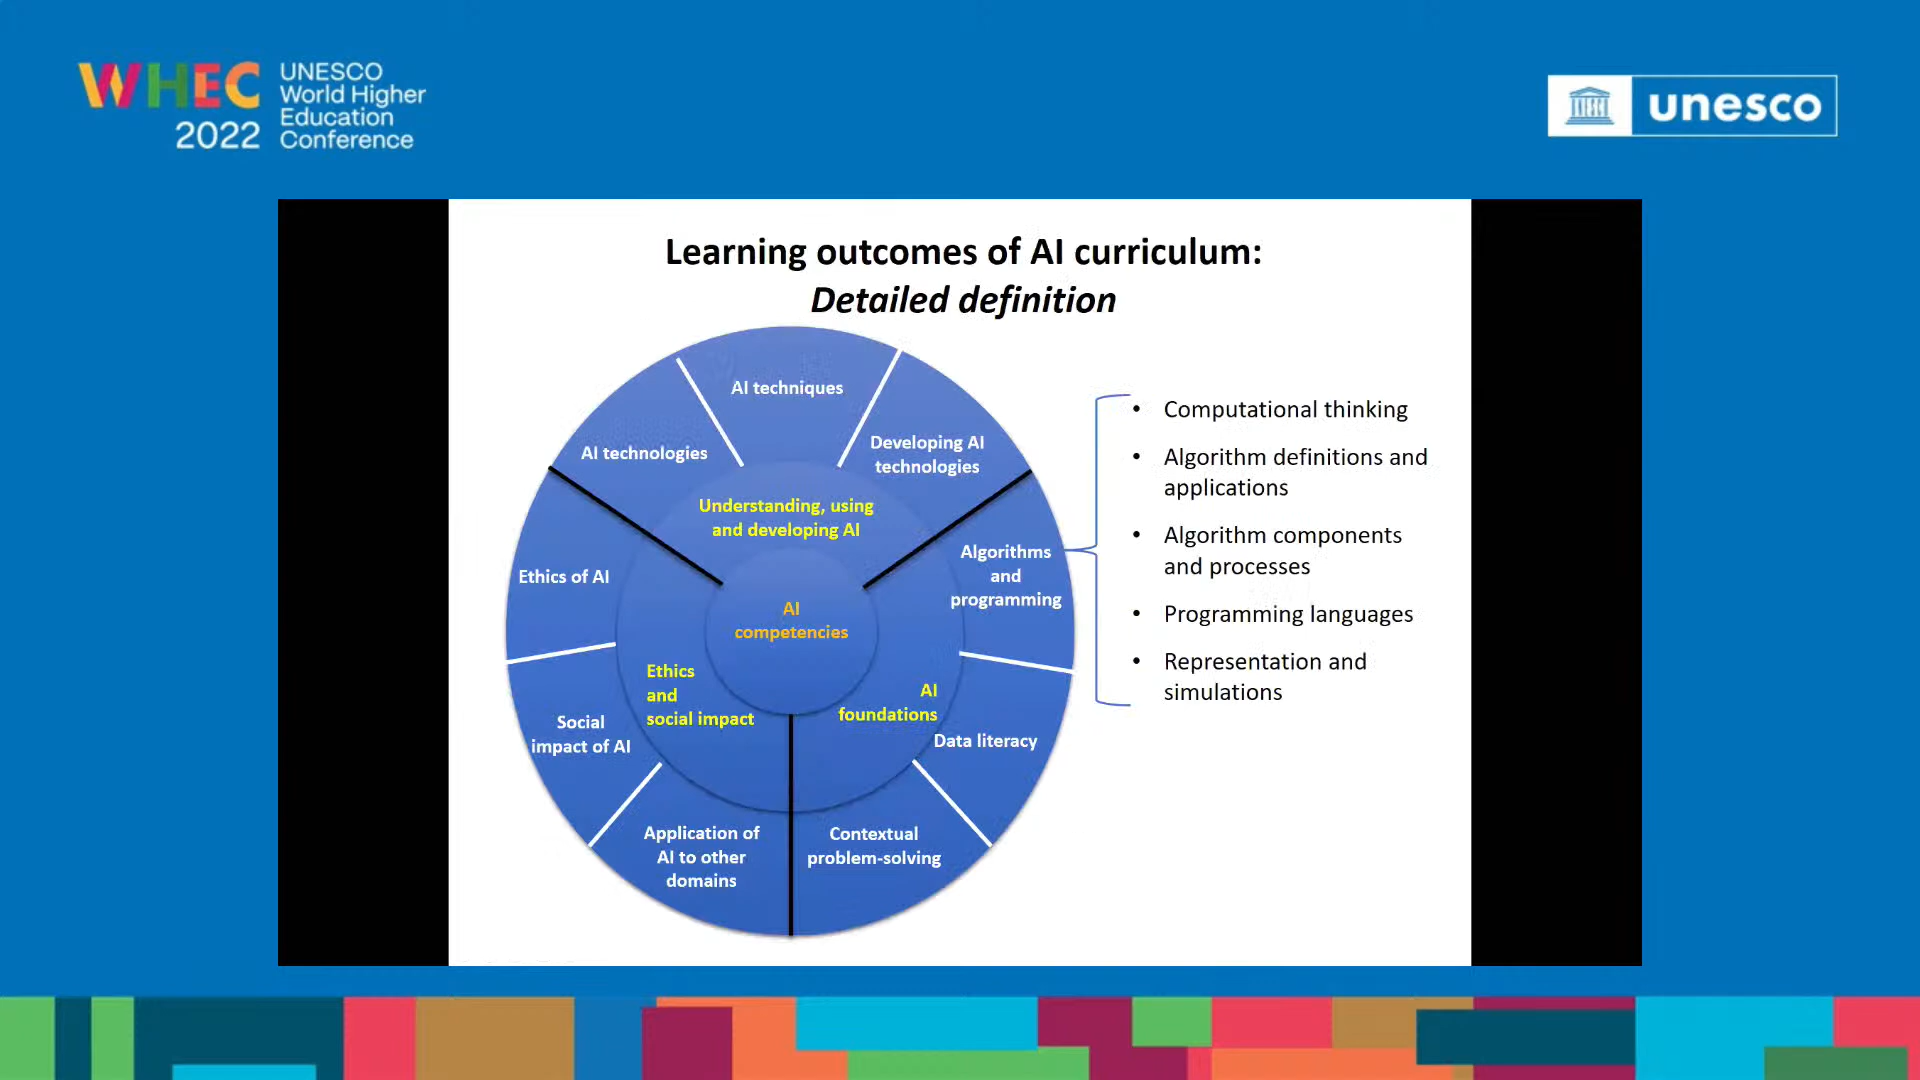 WHEC
2022
UNESCO
World Higher
Education
Conference
unesco
Learning outcomes of AI curriculum:
Detailed definition
AI techniques
AI technologies
Developing AI
technologies
Understanding, using
and developing AI
Ethics of AI
Algorithms
and
programming
AI
competencies
Ethics
and
social impact
AI
foundations
Social
impact of AI
Data literacy
Application of
AI to other
domains
Contextual
problem-solving
• Computational thinking
• Algorithm definitions and
applications
• Algorithm components
and processes
• Programming languages
• Representation and
simulations